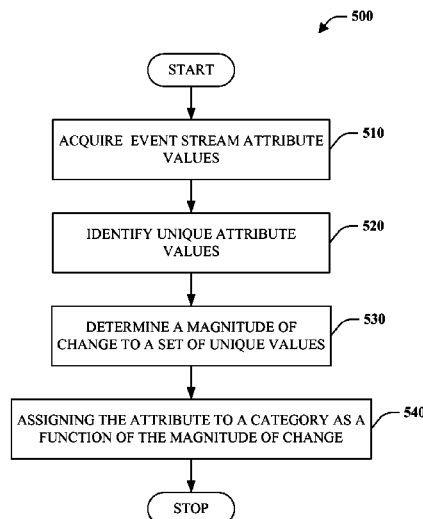 500
START
ACQUIRE EVENT STREAM ATTRIBUTE
VALUES
510
IDENTIFY UNIQUE ATTRIBUTE
VALUES
520
DETERMINE A MAGNITUDE OF
CHANGE TO A SET OF UNIQUE VALUES
530
ASSIGNING THE ATTRIBUTE TO A CATEGORY AS A
FUNCTION OF THE MAGNITUDE OF CHANGE
540
STOP